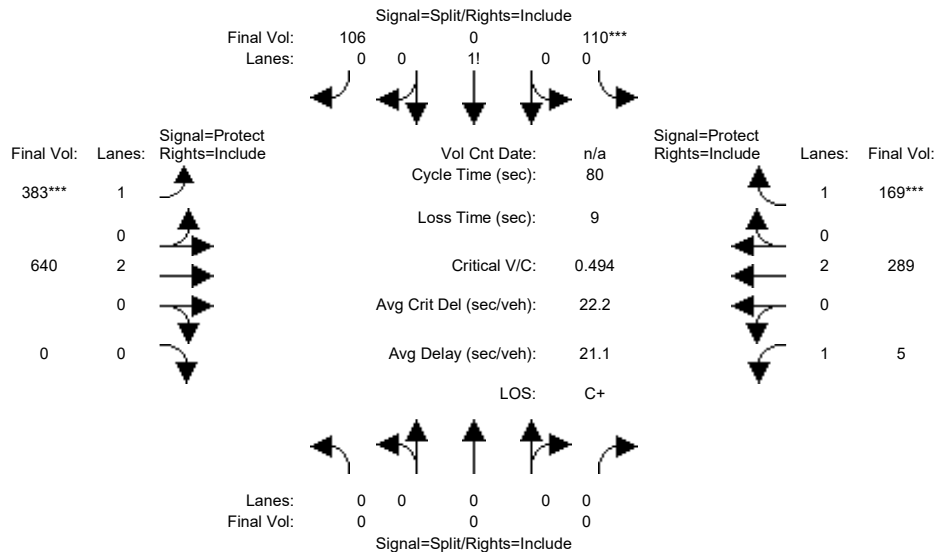 Signal=Split/Rights=Include
Final Vol: 106 0 110***
Lanes: 0 0 1! 0 0
Signal=Protect Signal=Protect
Final Vol: Lanes: Rights=Include Vol Cnt Date: n/a Rights=Include Lanes: Final Vol:
Cycle Time (sec): 80
383*** 1 1 169***
Loss Time (sec): 9
0 0
640 2 Critical V/C: 0.494 2 289
0 Avg Crit Del (sec/veh): 22.2 0
0 0 Avg Delay (sec/veh): 21.1 1 5
LOS: C+
Lanes: 0 0 0 0 0
Final Vol: 0 0 0
Signal=Split/Rights=Include